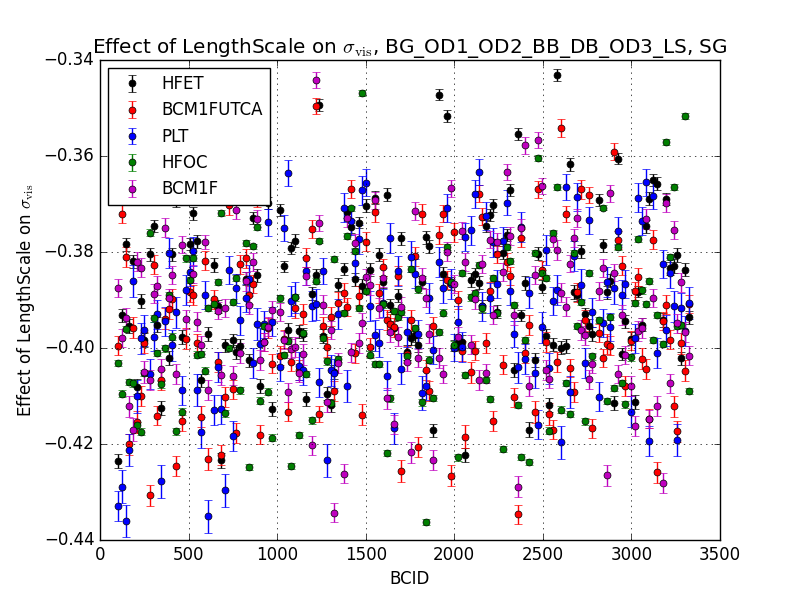 Effect of LengthScale on σvis, BG_OD1_OD2_BB_DB_OD3_LS, SG
HFET
BCM1FUTCA
PLT
HFOC
BCM1F
Effect of LengthScale on σvis
−0.34
−0.36
−0.38
−0.40
−0.42
−0.44
0 500 1000 1500 2000 2500 3000 3500
BCID